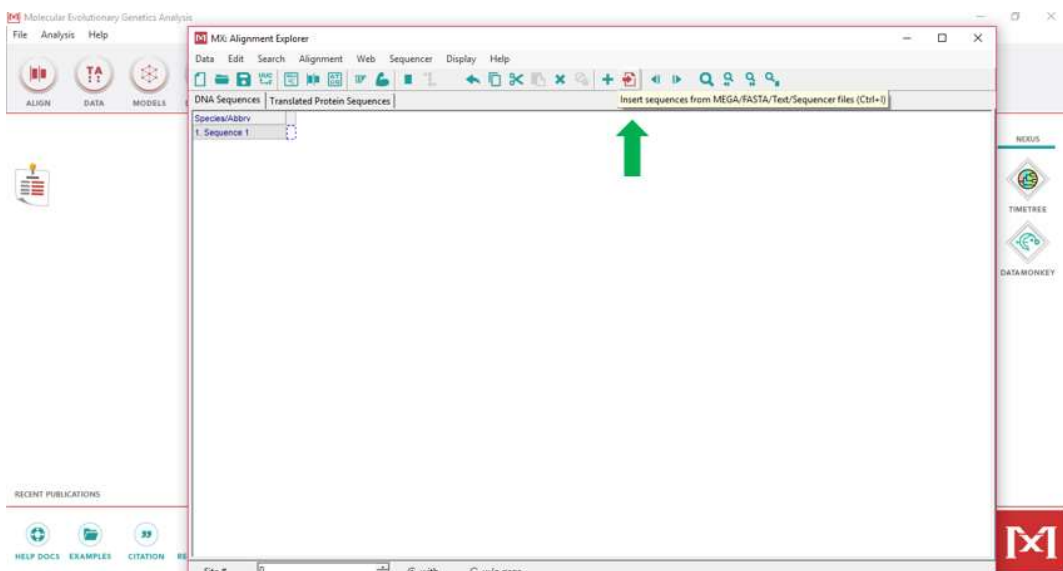 Molecular Evolutionary Genetics Analysis
File Analysis Help
ALIGN DATA MODELS
RECENT PUBLICATIONS
HELP DOCS EXAMPLES CITATION
MX: Alignment Explorer
Data Edit Search Alignment Web Sequencer Display Help
DNA Sequences Translated Protein Sequences
Insert sequences from MEGA/FASTA/Text/Sequencer files (Ctrl+I)
Species/Abbrv
1. Sequence 1
NEXUS
TIMETREE
DATAMONKEY